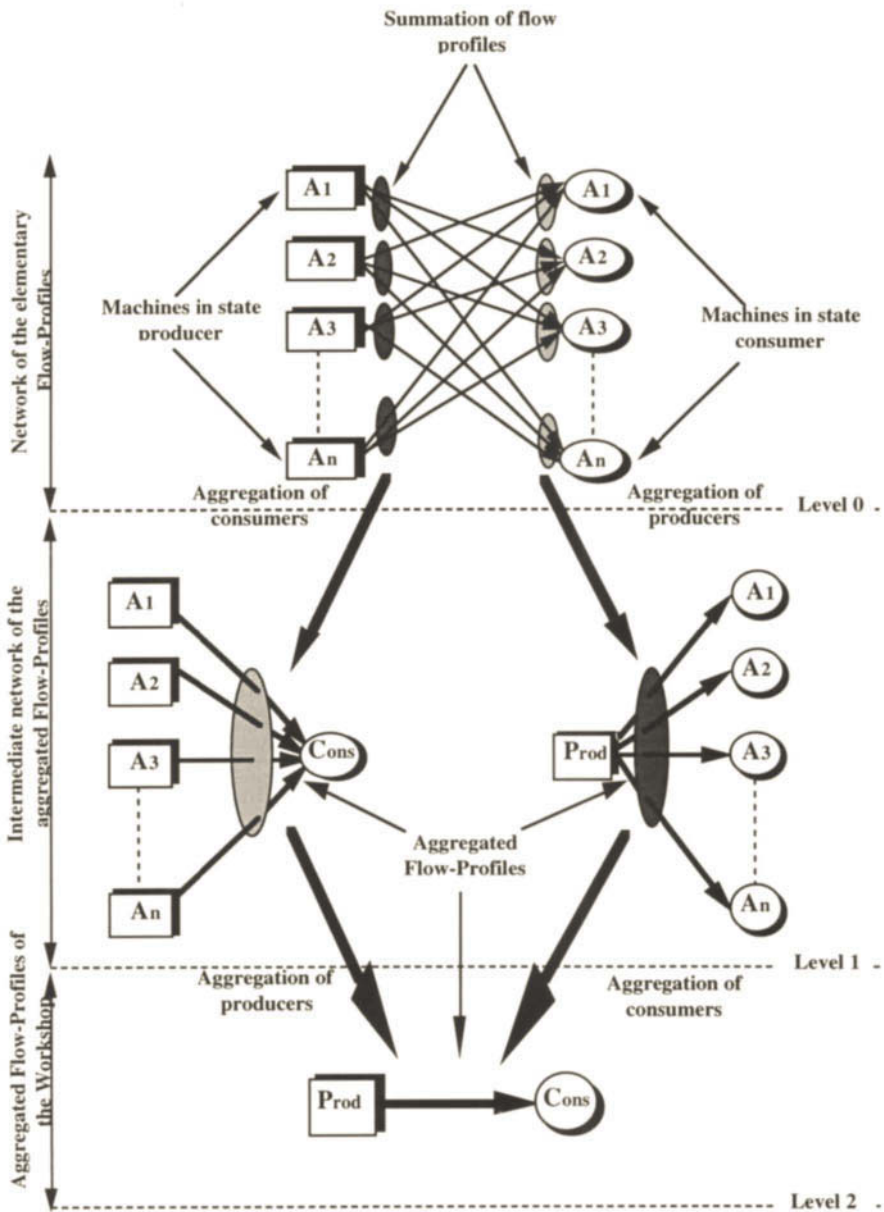 Summation of flow
profiles
Network of the elementary
Flow-Profiles
A1
A2
A3
An
A1
A2
A3
An
Machines in state
producer
Machines in state
consumer
Aggregation of
consumers
Aggregation of
producers
Level 0
Intermediate network of the
aggregated Flow-Profiles
A1
A2
A3
An
Cons
Prod
A1
A2
A3
An
Aggregated
Flow-Profiles
Level 1
Aggregated Flow-Profiles of
the Workshop
Aggregation of
producers
Aggregation of
consumers
Prod
Cons
Level 2